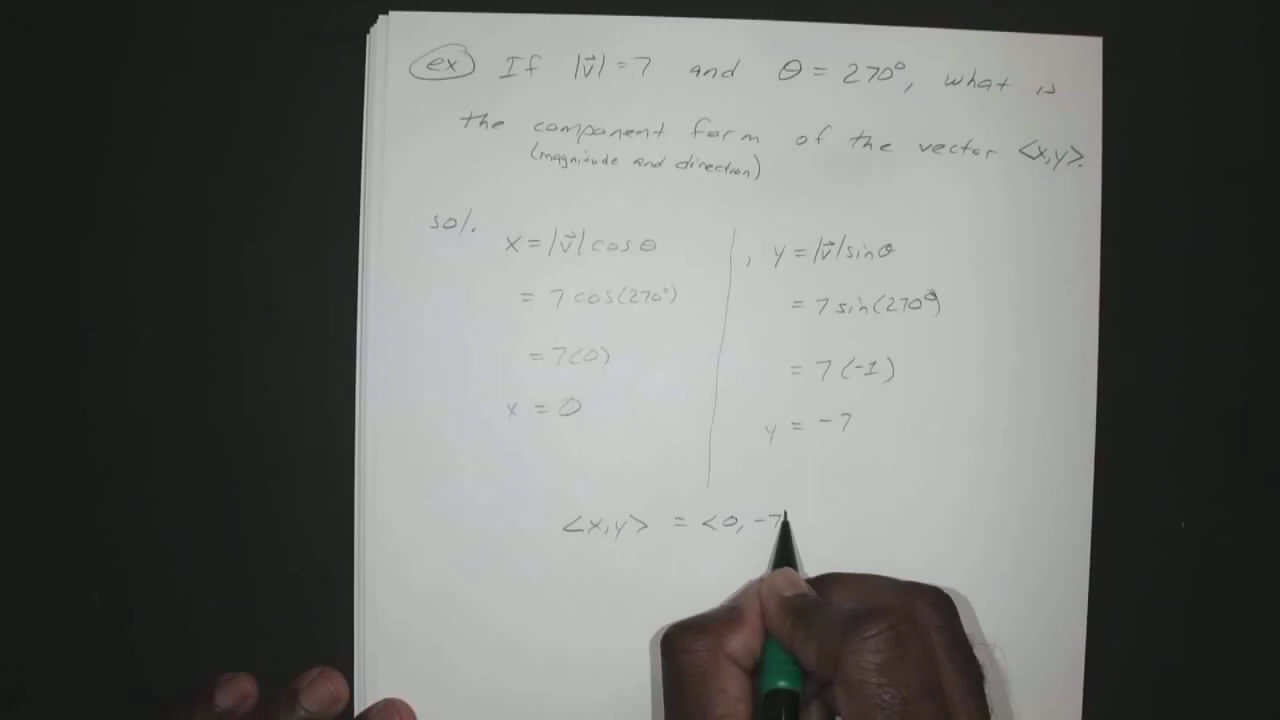 ex If |v⃗|=7 and θ = 270°, what is
the component form of the vector <x,y>.
(magnitude and direction)
sol.
x = |v⃗| cos θ , y = |v⃗| sin θ
= 7 cos(270°) = 7 sin(270°)
= 7(0) = 7(-1)
x = 0 y = -7
<x,y> = <0, -7